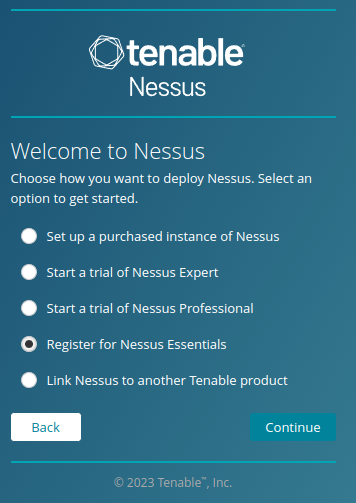 tenable
Nessus
Welcome to Nessus
Choose how you want to deploy Nessus. Select an
option to get started.
Set up a purchased instance of Nessus
Start a trial of Nessus Expert
Start a trial of Nessus Professional
Register for Nessus Essentials
Link Nessus to another Tenable product
Back
Continue
© 2023 Tenable™, Inc.